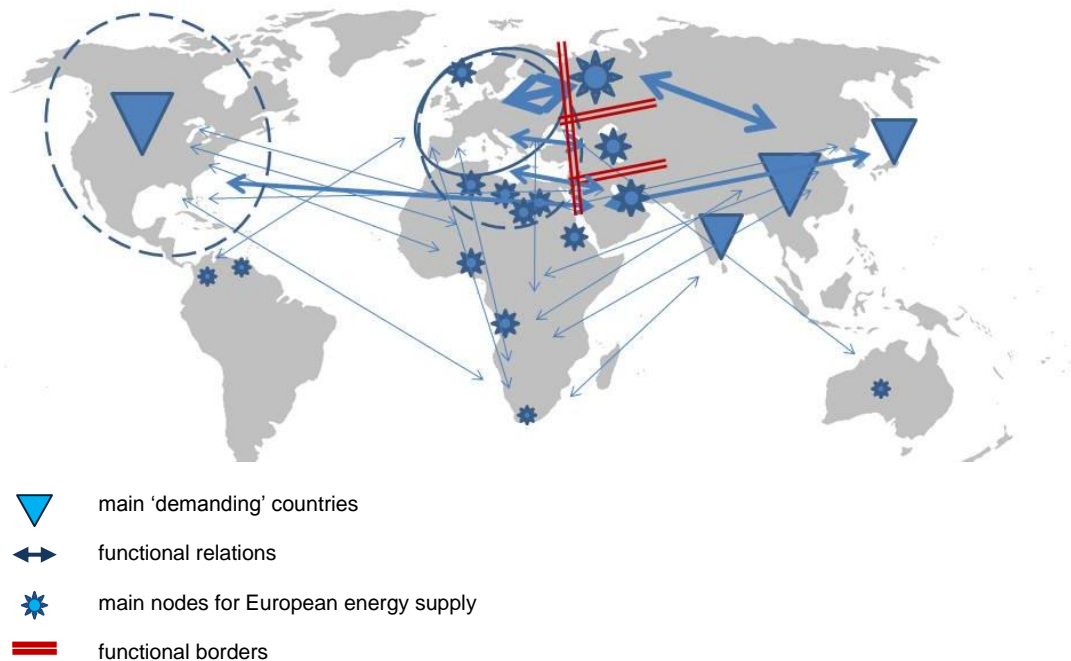 main ‘demanding’ countries
functional relations
main nodes for European energy supply
functional borders